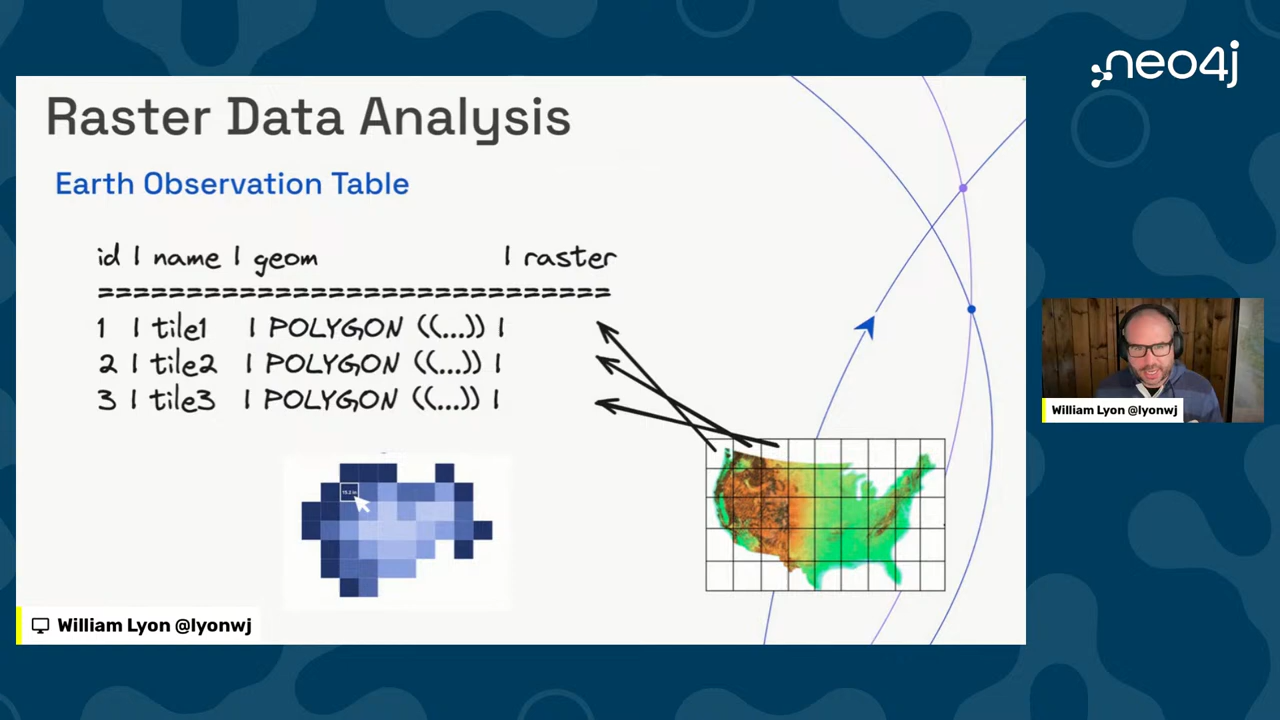 neo4j
Raster Data Analysis
Earth Observation Table
id | name | geom | raster
=============================
1 | tile1 | POLYGON ((...)) |
2 | tile2 | POLYGON ((...)) |
3 | tile3 | POLYGON ((...)) |
William Lyon @lyonwj
William Lyon @lyonwj